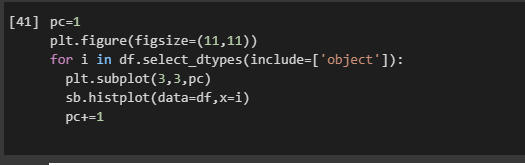 [41] pc=1
plt.figure(figsize=(11,11))
for i in df.select_dtypes(include=['object']):
  plt.subplot(3,3,pc)
  sb.histplot(data=df,x=i)
  pc+=1